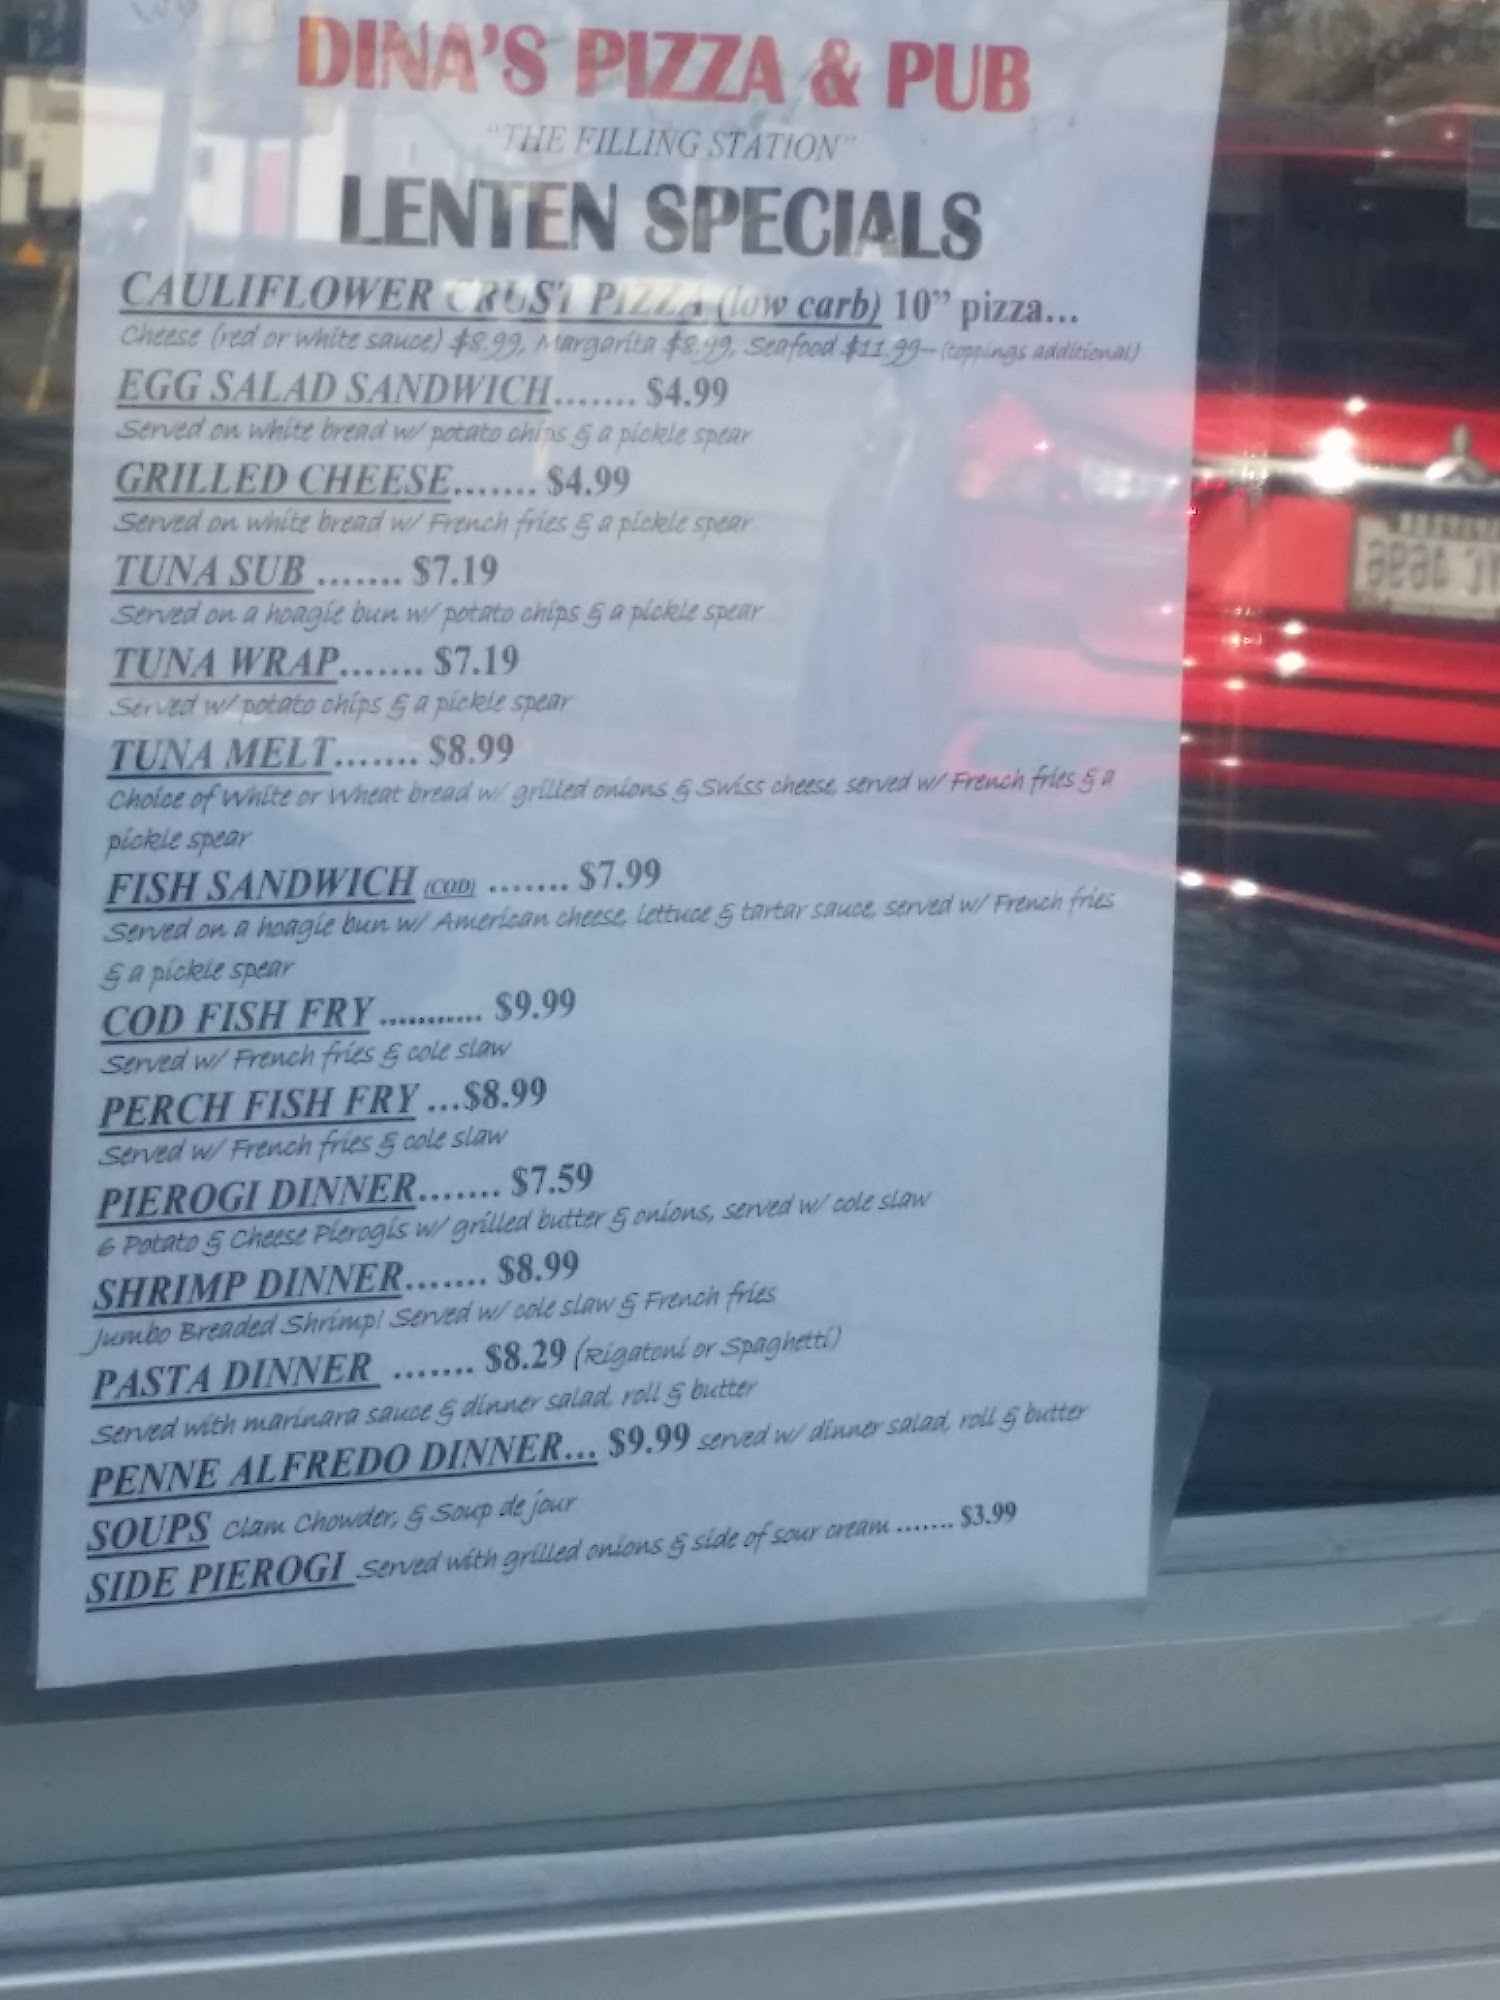 DINA'S PIZZA & PUB
"THE FILLING STATION"
LENTEN SPECIALS
CAULIFLOWER CRUST PIZZA (low carb) 10" pizza...
Cheese (red or white sauce) $8.99, Margarita $8.99, Seafood $11.99- (toppings additional)
EGG SALAD SANDWICH....... $4.99
Served on white bread w/ potato chips & a pickle spear
GRILLED CHEESE....... $4.99
Served on white bread w/ French fries & a pickle spear
TUNA SUB ....... $7.19
Served on a hoagie bun w/ potato chips & a pickle spear
TUNA WRAP....... $7.19
Served w/ potato chips & a pickle spear
TUNA MELT....... $8.99
Choice of White or Wheat bread w/ grilled onions & Swiss cheese, served w/ French fries & a
pickle spear
FISH SANDWICH (COD) ....... $7.99
Served on a hoagie bun w/ American cheese, lettuce & tartar sauce, served w/ French fries
& a pickle spear
COD FISH FRY ........... $9.99
Served w/ French fries & cole slaw
PERCH FISH FRY ...$8.99
Served w/ French fries & cole slaw
PIEROGI DINNER....... $7.59
6 Potato & Cheese Pierogis w/ grilled butter & onions, served w/ cole slaw
SHRIMP DINNER....... $8.99
Jumbo Breaded Shrimp! Served w/ cole slaw & French fries
PASTA DINNER ....... $8.29 (Rigatoni or Spaghetti)
Served with marinara sauce & dinner salad, roll & butter
PENNE ALFREDO DINNER... $9.99 served w/ dinner salad, roll & butter
SOUPS Clam Chowder, & Soup de jour
SIDE PIEROGI Served with grilled onions & side of sour cream ....... $3.99